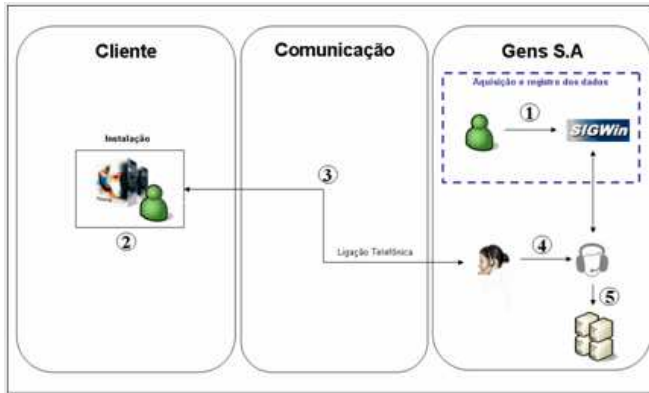 Cliente
Comunicação
Gens S.A
Aquisição e registro dos dados
1
SIGWin
Instalação
3
2
Ligação Telefônica
4
5